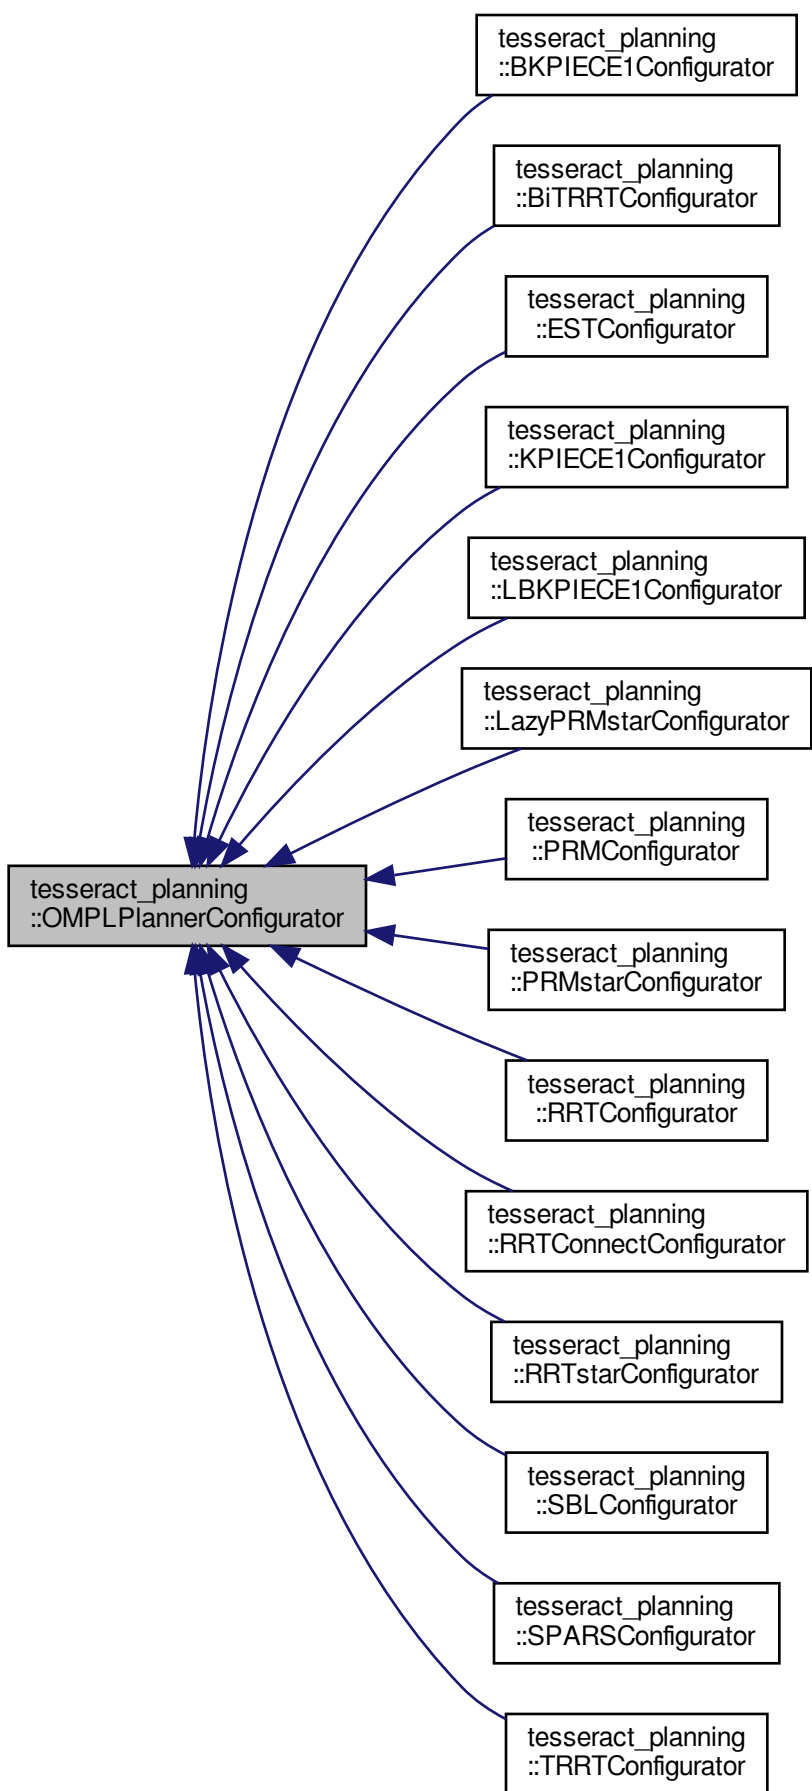 tesseract_planning
::BKPIECE1Configurator
tesseract_planning
::BiTRRTConfigurator
tesseract_planning
::ESTConfigurator
tesseract_planning
::KPIECE1Configurator
tesseract_planning
::LBKPIECE1Configurator
tesseract_planning
::LazyPRMstarConfigurator
tesseract_planning
::PRMConfigurator
tesseract_planning
::OMPLPlannerConfigurator
tesseract_planning
::PRMstarConfigurator
tesseract_planning
::RRTConfigurator
tesseract_planning
::RRTConnectConfigurator
tesseract_planning
::RRTstarConfigurator
tesseract_planning
::SBLConfigurator
tesseract_planning
::SPARSConfigurator
tesseract_planning
::TRRTConfigurator